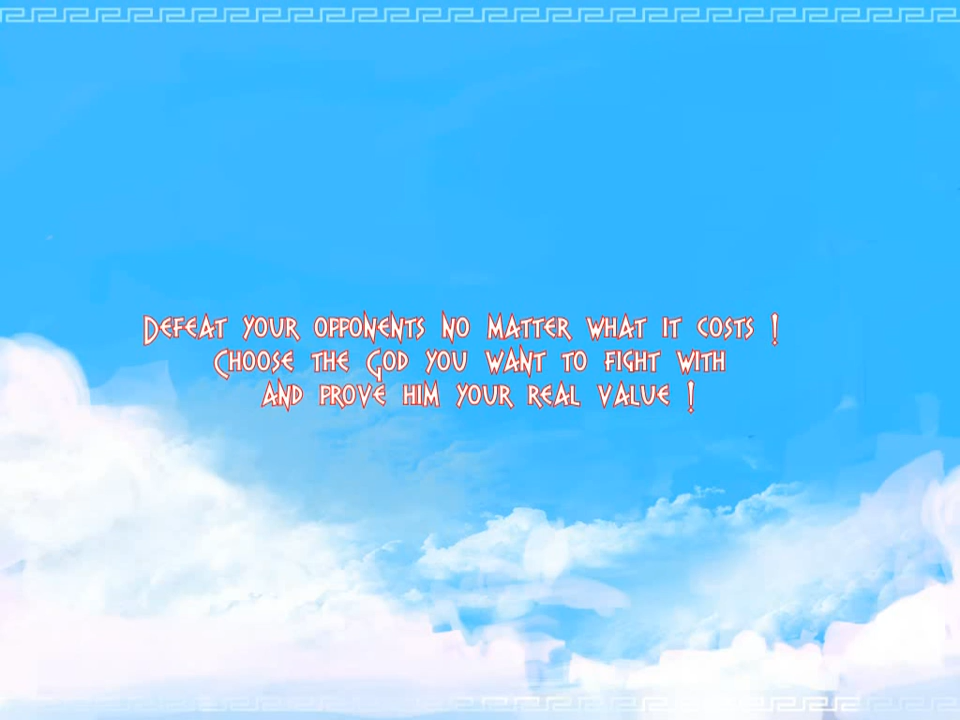 Defeat your opponents no matter what it costs !
Choose the God you want to fight with
and prove him your real value !